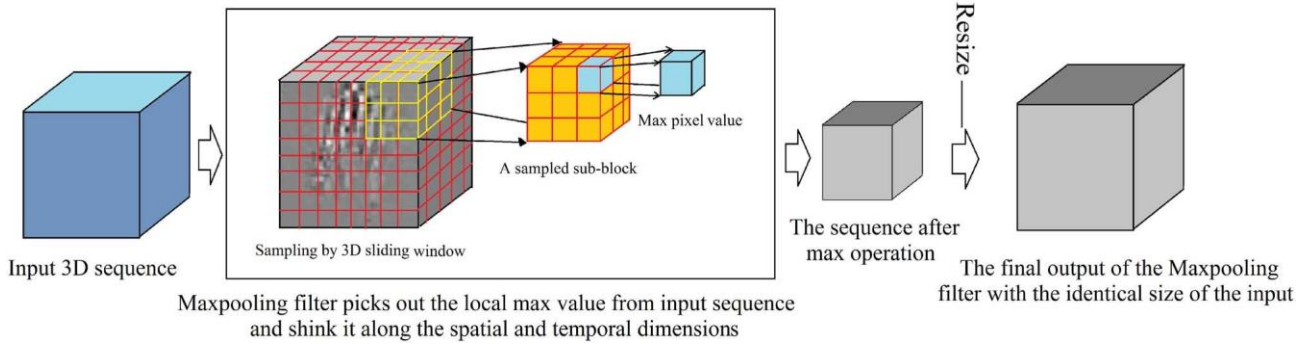 Input 3D sequence
Sampling by 3D sliding window
A sampled sub-block
Max pixel value
Maxpooling filter picks out the local max value from input sequence
and shink it along the spatial and temporal dimensions
The sequence after
max operation
Resize
The final output of the Maxpooling
filter with the identical size of the input